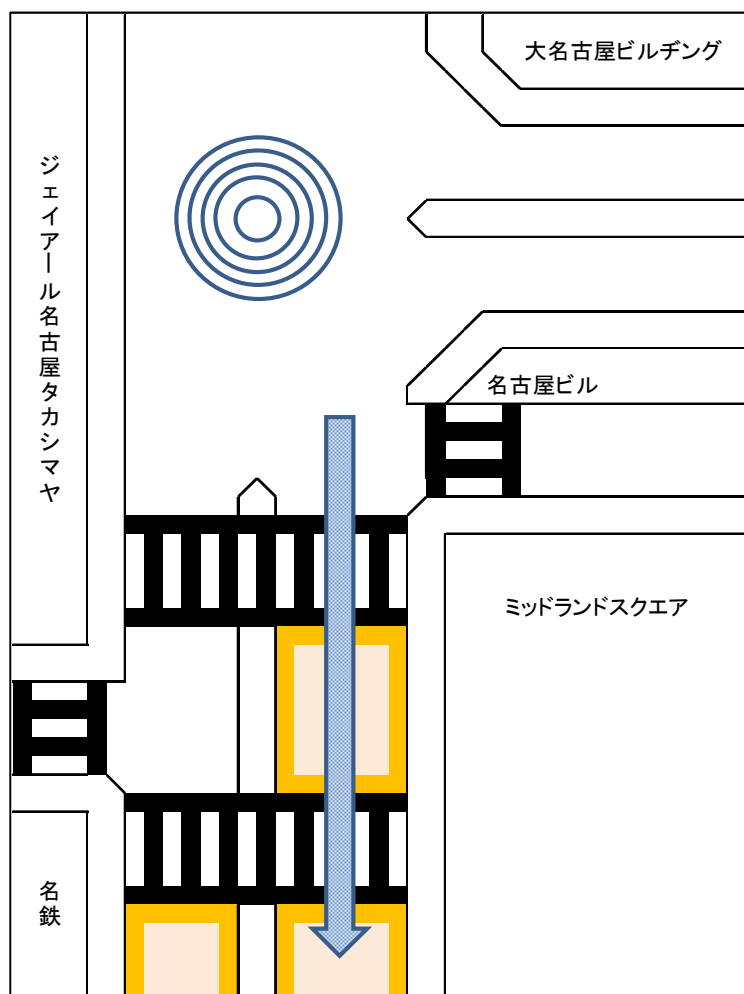 大名古屋ビルヂング
ジェイアール名古屋タカシマヤ
名古屋ビル
ミッドランドスクエア
名鉄